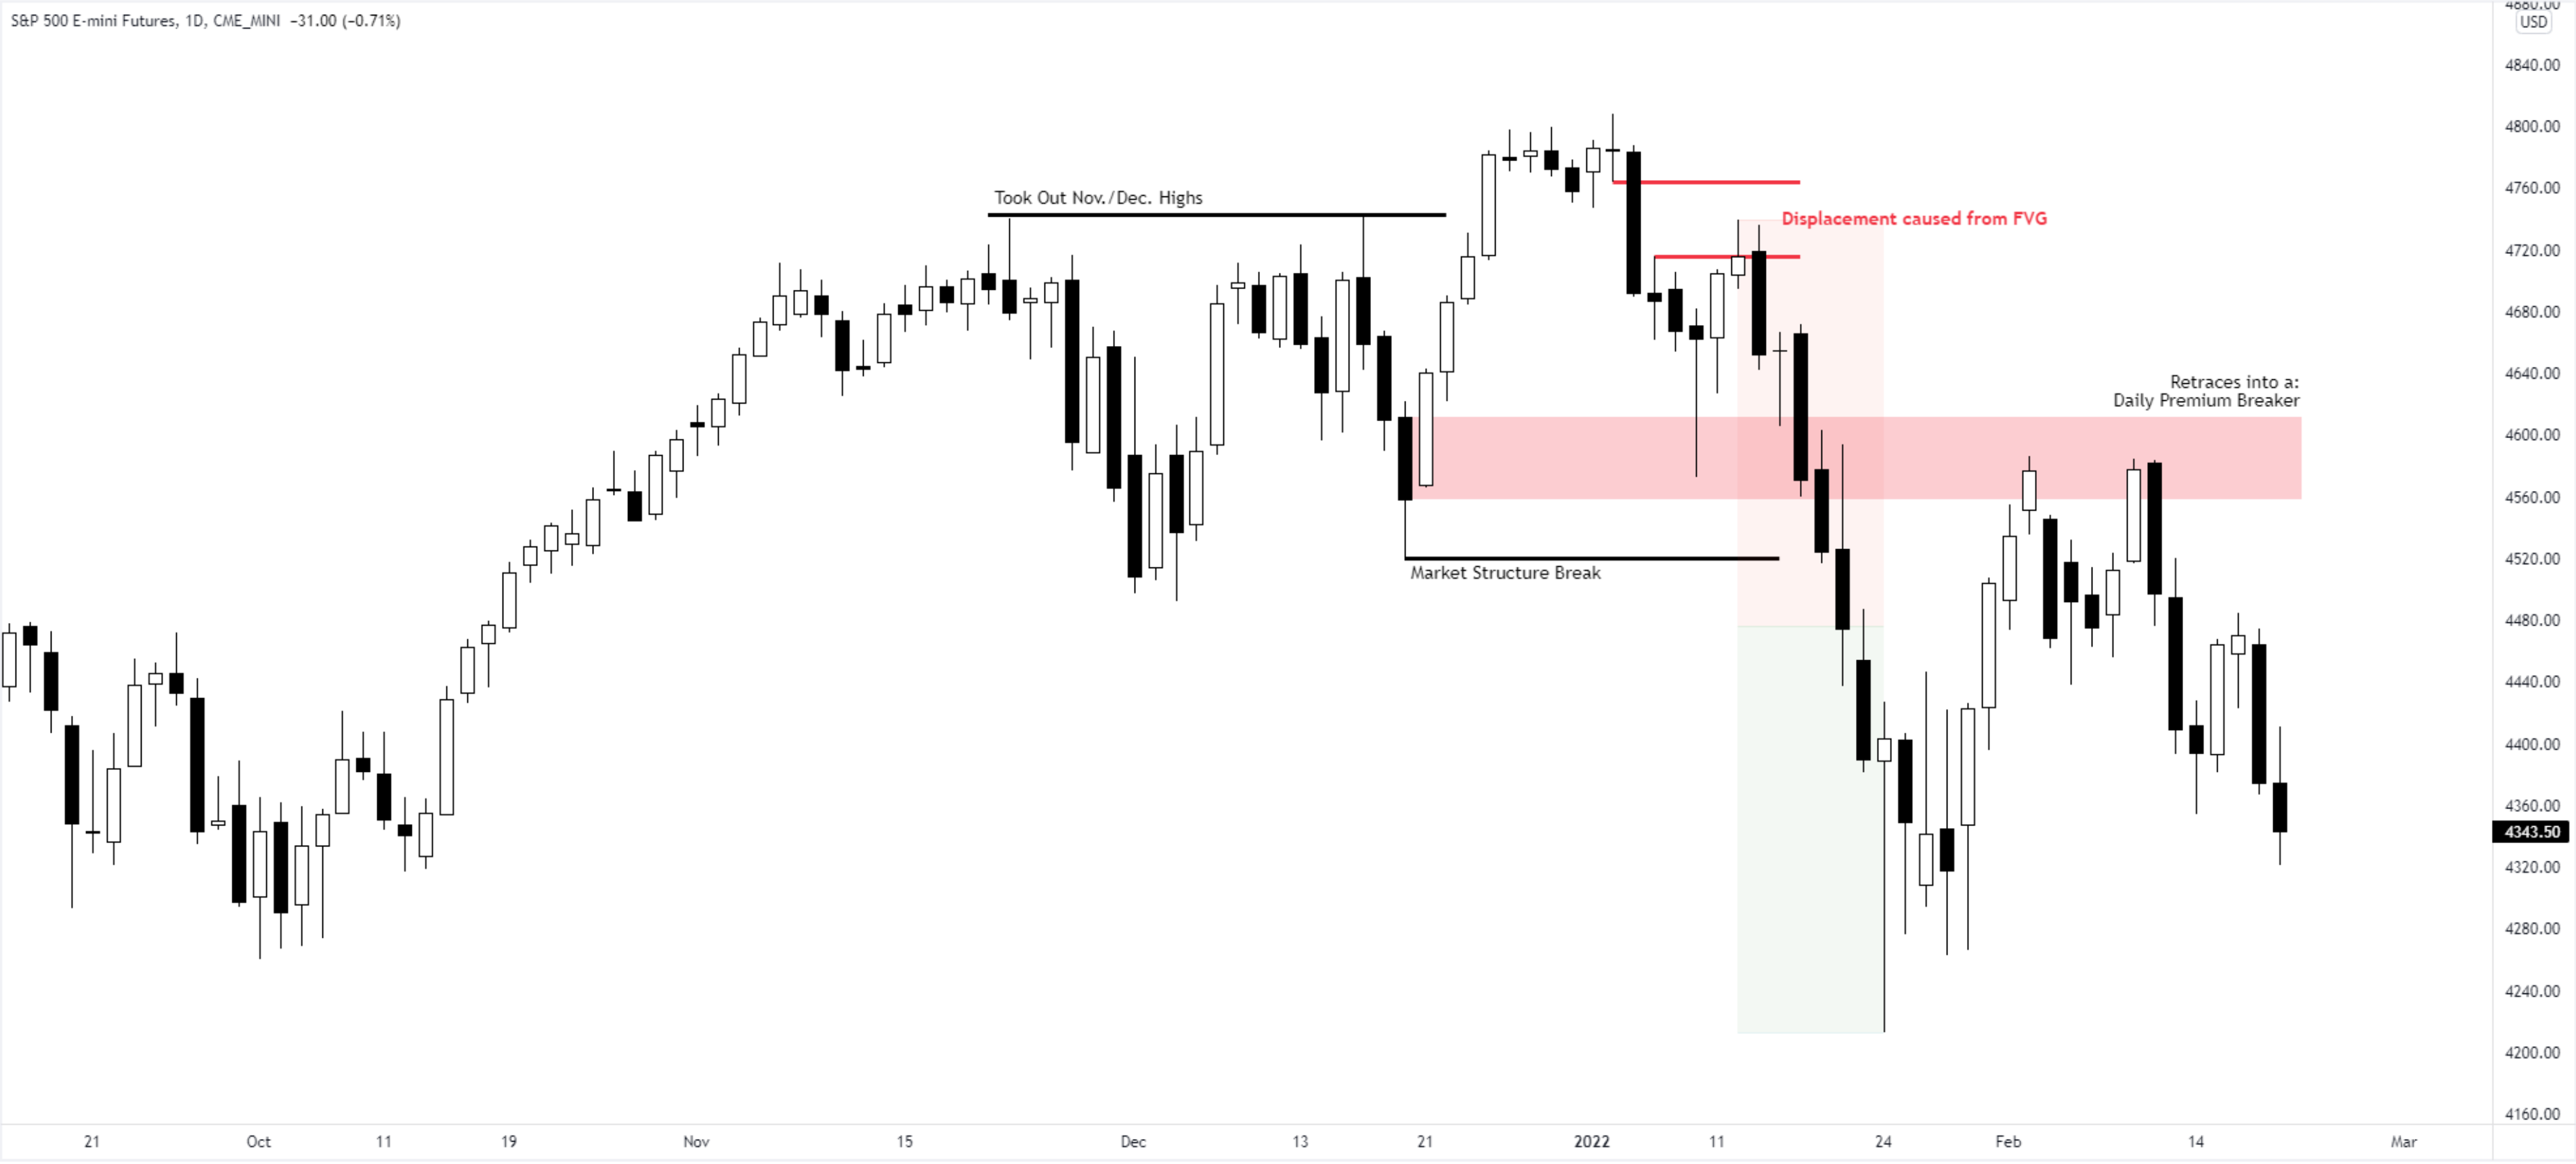 S&P 500 E-mini Futures, 1D, CME_MINI −31.00 (−0.71%)
4880.00
USD
4840.00
4800.00
4760.00
4720.00
4680.00
4640.00
4600.00
4560.00
4520.00
4480.00
4440.00
4400.00
4360.00
4343.50
4320.00
4280.00
4240.00
4200.00
4160.00
Took Out Nov./Dec. Highs
Displacement caused from FVG
Retraces into a:
Daily Premium Breaker
Market Structure Break
21 Oct 11 19 Nov 15 Dec 13 21 2022 11 24 Feb 14 Mar